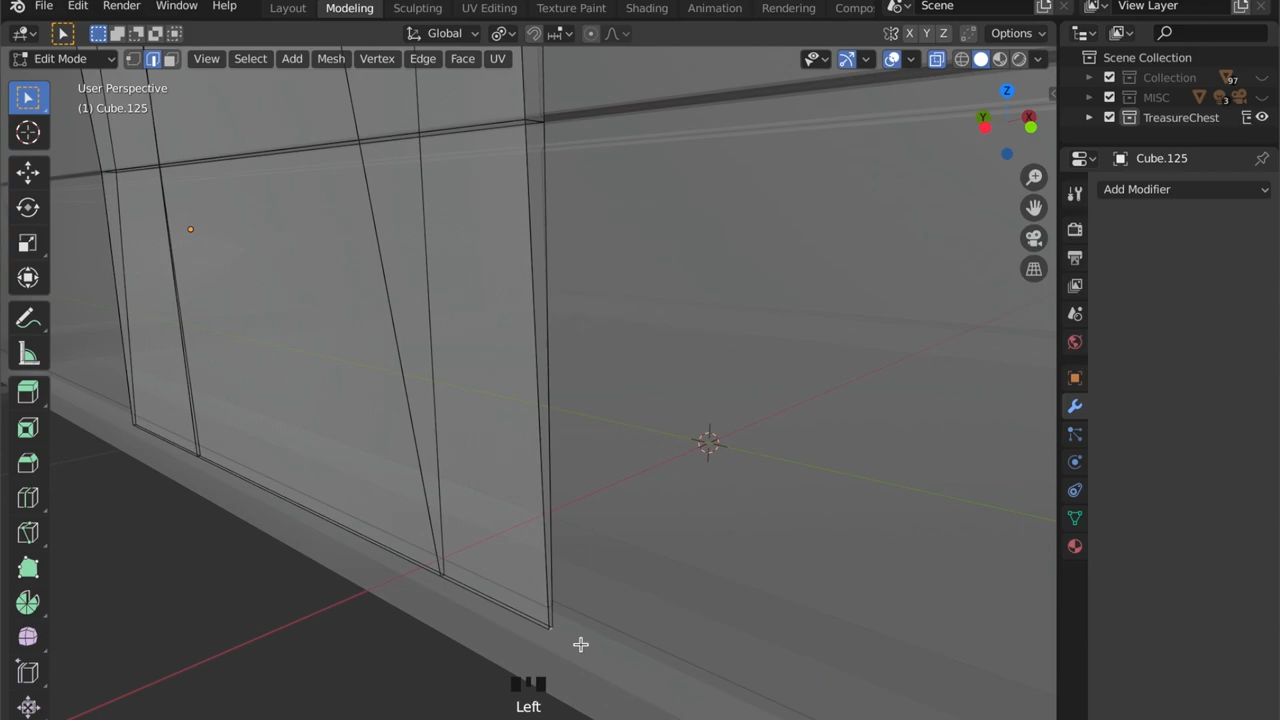 File Edit Render Window Help Layout Modeling Sculpting UV Editing Texture Paint Shading Animation Rendering Compo Scene View Layer
Global X Y Z Options
Edit Mode View Select Add Mesh Vertex Edge Face UV
Scene Collection
Collection 97
MISC 3
TreasureChest
User Perspective
(1) Cube.125
Z
Y X
Cube.125
Add Modifier
Left